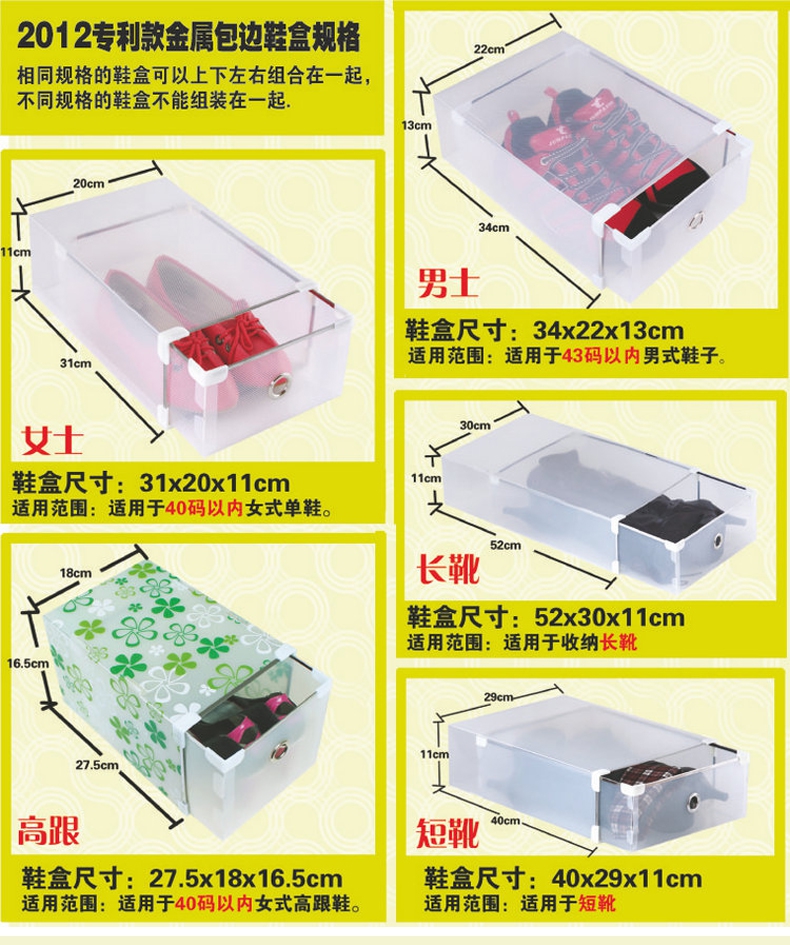 2012专利款金属包边鞋盒规格
相同规格的鞋盒可以上下左右组合在一起，
不同规格的鞋盒不能组装在一起.
22cm
13cm
34cm
男士
鞋盒尺寸：34x22x13cm
适用范围：适用于43码以内男式鞋子。
20cm
11cm
31cm
女士
鞋盒尺寸：31x20x11cm
适用范围：适用于40码以内女式单鞋。
30cm
11cm
52cm
长靴
鞋盒尺寸：52x30x11cm
适用范围：适用于收纳长靴
18cm
16.5cm
27.5cm
高跟
鞋盒尺寸：27.5x18x16.5cm
适用范围：适用于40码以内女式高跟鞋。
29cm
11cm
40cm
短靴
鞋盒尺寸：40x29x11cm
适用范围：适用于短靴